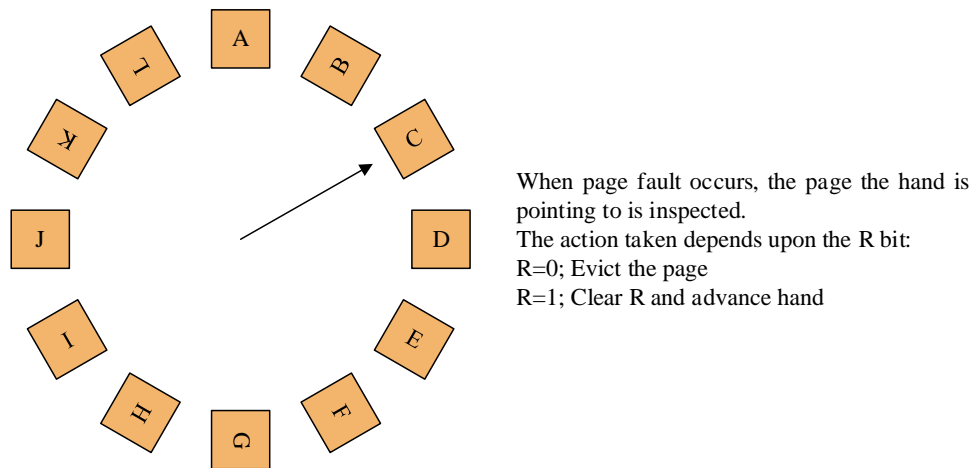 A
B
C
D
E
F
G
H
I
J
K
L
When page fault occurs, the page the hand is
pointing to is inspected.
The action taken depends upon the R bit:
R=0; Evict the page
R=1; Clear R and advance hand